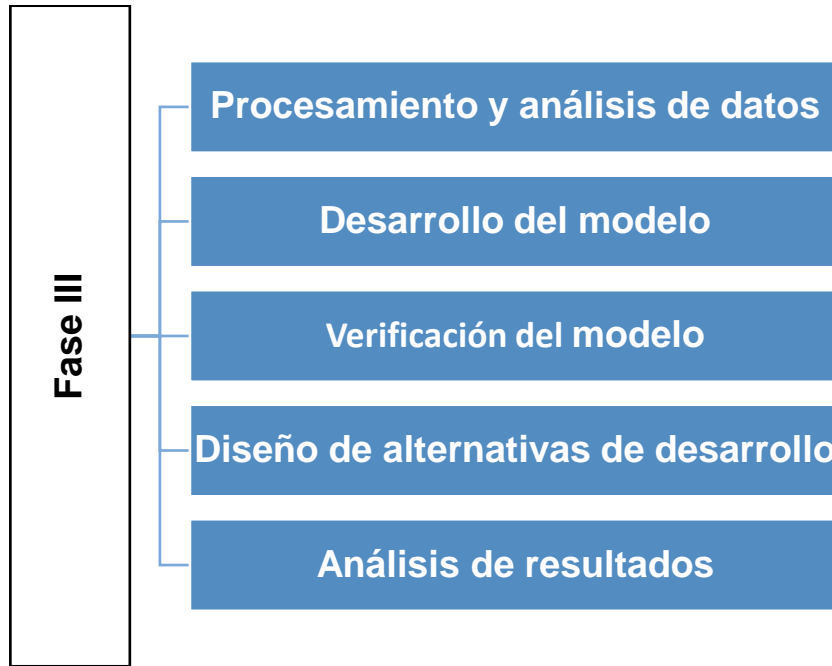 Fase III
Procesamiento y análisis de datos
Desarrollo del modelo
Verificación del modelo
Diseño de alternativas de desarrollo
Análisis de resultados